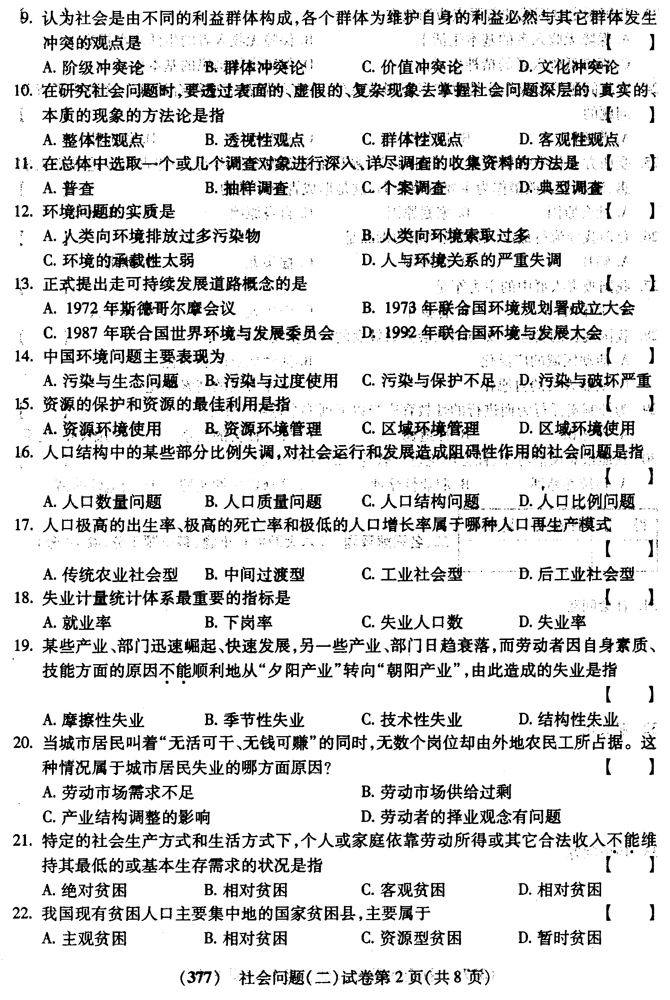 9. 认为社会是由不同的利益群体构成,各个群体为维护自身的利益必然与其它群体发生
冲突的观点是 【 】
A. 阶级冲突论 B. 群体冲突论 C. 价值冲突论 D. 文化冲突论
10. 在研究社会问题时,要透过表面的、虚假的、复杂现象去掌握社会问题深层的、真实的、
本质的现象的方法论是指 【 】
A. 整体性观点 B. 透视性观点 C. 群体性观点 D. 客观性观点
11. 在总体中选取一个或几个调查对象进行深入、详尽调查的收集资料的方法是 【 】
A. 普查 B. 抽样调查 C. 个案调查 D. 典型调查
12. 环境问题的实质是 【 】
A. 人类向环境排放过多污染物 B. 人类向环境索取过多
C. 环境的承载性太弱 D. 人与环境关系的严重失调
13. 正式提出走可持续发展道路概念的是 【 】
A. 1972 年斯德哥尔摩会议 B. 1973 年联合国环境规划署成立大会
C. 1987 年联合国世界环境与发展委员会 D. 1992 年联合国环境与发展大会
14. 中国环境问题主要表现为 【 】
A. 污染与生态问题 B. 污染与过度使用 C. 污染与保护不足 D. 污染与破坏严重
15. 资源的保护和资源的最佳利用是指 【 】
A. 资源环境使用 B. 资源环境管理 C. 区域环境管理 D. 区域环境使用
16. 人口结构中的某些部分比例失调,对社会运行和发展造成阻碍性作用的社会问题是指
【 】
A. 人口数量问题 B. 人口质量问题 C. 人口结构问题 D. 人口比例问题
17. 人口极高的出生率、极高的死亡率和极低的人口增长率属于哪种人口再生产模式
【 】
A. 传统农业社会型 B. 中间过渡型 C. 工业社会型 D. 后工业社会型
18. 失业计量统计体系最重要的指标是 【 】
A. 就业率 B. 下岗率 C. 失业人口数 D. 失业率
19. 某些产业、部门迅速崛起、快速发展,另一些产业、部门日趋衰落,而劳动者因自身素质、
技能方面的原因不能顺利地从“夕阳产业”转向“朝阳产业”,由此造成的失业是指
【 】
A. 摩擦性失业 B. 季节性失业 C. 技术性失业 D. 结构性失业
20. 当城市居民叫着“无活可干、无钱可赚”的同时,无数个岗位却由外地农民工所占据。这
种情况属于城市居民失业的哪方面原因? 【 】
A. 劳动市场需求不足 B. 劳动市场供给过剩
C. 产业结构调整的影响 D. 劳动者的择业观念有问题
21. 特定的社会生产方式和生活方式下,个人或家庭依靠劳动所得或其它合法收入不能维
持其最低的或基本生存需求的状况是指 【 】
A. 绝对贫困 B. 相对贫困 C. 客观贫困 D. 相对贫困
22. 我国现有贫困人口主要集中地的国家贫困县,主要属于 【 】
A. 主观贫困 B. 相对贫困 C. 资源型贫困 D. 暂时贫困
(377) 社会问题(二)试卷第 2 页(共 8 页)